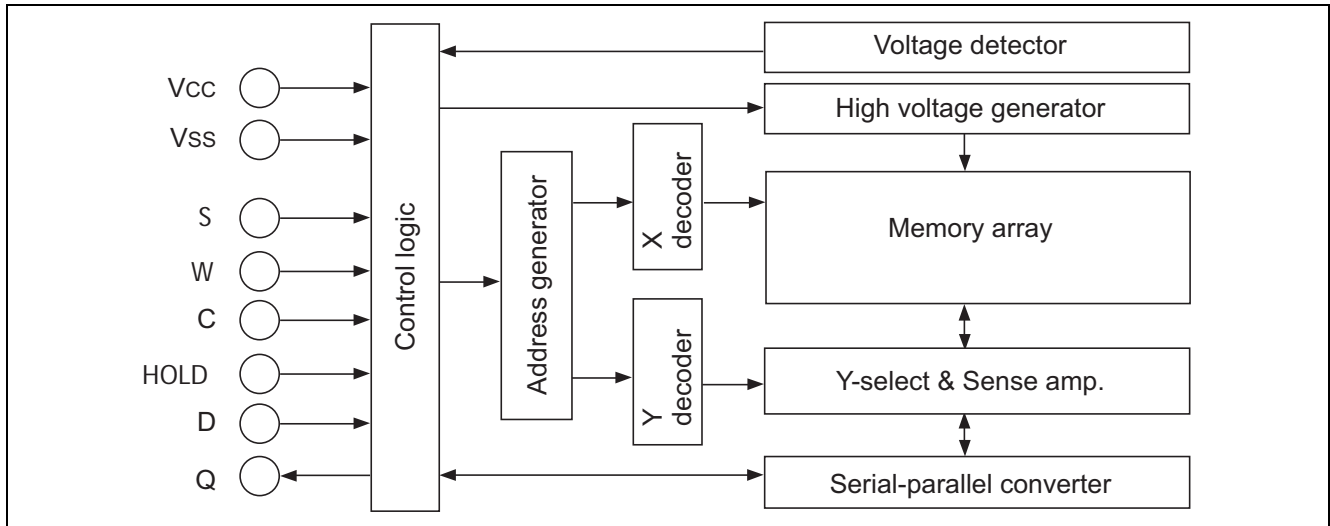 VCC
VSS
S
W
C
HOLD
D
Q
Control logic
Address generator
X
decoder
Y
decoder
Voltage detector
High voltage generator
Memory array
Y-select & Sense amp.
Serial-parallel converter